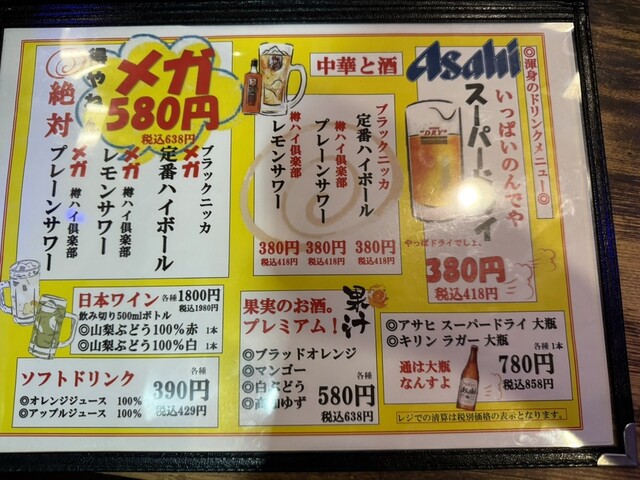 ◎渾身のドリンクメニュー◎
Asahi
いっぱいのんでや
スーパードライ
やっぱドライでしょ、
380円
税込418円
中華と酒
ブラックニッカ
定番ハイボール
380円
税込418円
樽ハイ倶楽部
プレーンサワー
380円
税込418円
樽ハイ倶楽部
レモンサワー
380円
税込418円
メガ
580円
税込638円
絶対
ブラックニッカ
メガ 定番ハイボール
樽ハイ倶楽部
メガ レモンサワー
樽ハイ倶楽部
メガ プレーンサワー
日本ワイン 各種 1800円
税込1980円
飲み切り500mlボトル
◎山梨ぶどう100%赤 1本
◎山梨ぶどう100%白 1本
ソフトドリンク
各種
390円
税込429円
◎オレンジジュース 100%
◎アップルジュース 100%
果実のお酒。
プレミアム!
果汁
◎ブラッドオレンジ
◎マンゴー
◎白ぶどう
ゆず
各種
580円
税込638円
◎アサヒ スーパードライ 大瓶
◎キリン ラガー 大瓶 各種 1本
通は大瓶
なんすよ
780円
税込858円
レジでの清算は税別価格の表示となります。